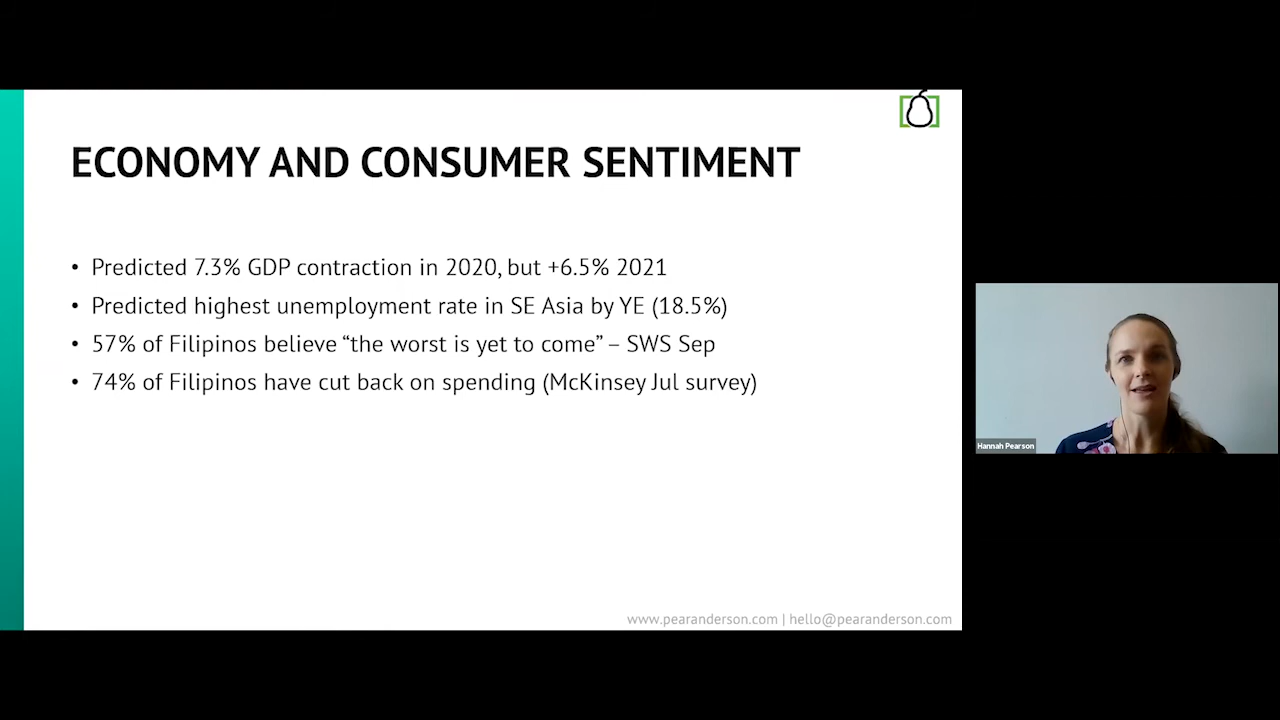 ECONOMY AND CONSUMER SENTIMENT
• Predicted 7.3% GDP contraction in 2020, but +6.5% 2021
• Predicted highest unemployment rate in SE Asia by YE (18.5%)
• 57% of Filipinos believe “the worst is yet to come” – SWS Sep
• 74% of Filipinos have cut back on spending (McKinsey Jul survey)
www.pearanderson.com | hello@pearanderson.com
Hannah Pearson